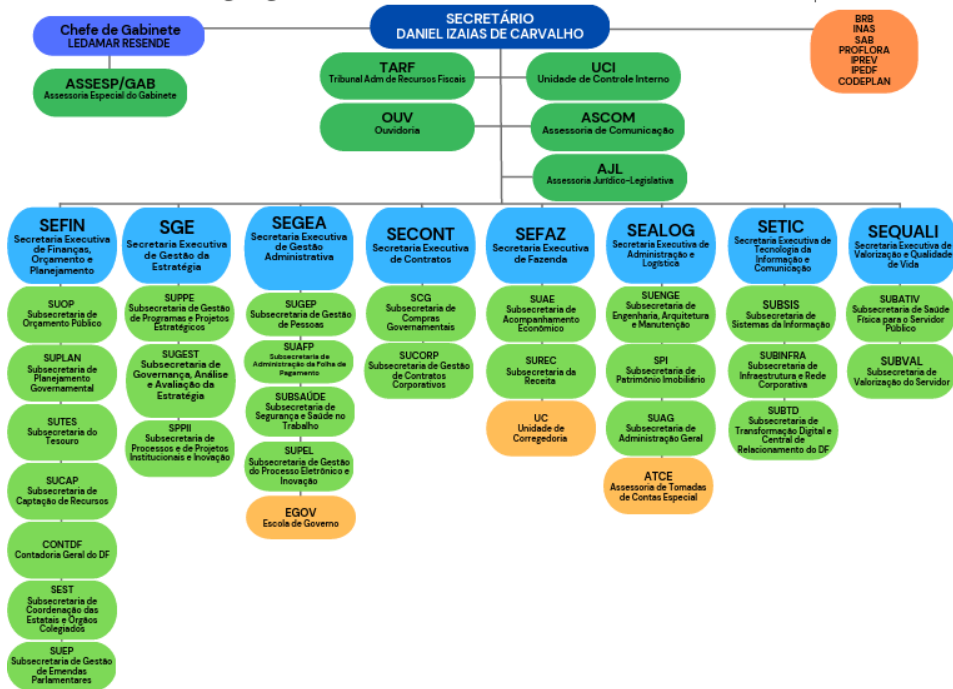 SECRETÁRIO
DANIEL IZAIAS DE CARVALHO
Chefe de Gabinete
LEDAMAR RESENDE
ASSESP/GAB
Assessoria Especial do Gabinete
BRB
INAS
SAB
PROFLORA
IPREV
IPEDF
CODEPLAN
TARF
Tribunal Adm de Recursos Fiscais
UCI
Unidade de Controle Interno
OUV
Ouvidoria
ASCOM
Assessoria de Comunicação
AJL
Assessoria Jurídico-Legislativa
SEFIN
Secretaria Executiva
de Finanças,
Orçamento e
Planejamento
SUOP
Subsecretaria de
Orçamento Público
SUPLAN
Subsecretaria de
Planejamento
Governamental
SUTES
Subsecretaria do
Tesouro
SUCAP
Subsecretaria de
Captação de Recursos
CONTDF
Contadoria Geral do DF
SEST
Subsecretaria de
Coordenação das
Estatais e Órgãos
Colegiados
SUEP
Subsecretaria de Gestão
de Emendas
Parlamentares
SGE
Secretaria Executiva
de Gestão da
Estratégia
SUPPE
Subsecretaria de Gestão
de Programas e Projetos
Estratégicos
SUGEST
Subsecretaria de
Governança, Análise
e Avaliação da
Estratégia
SPPII
Subsecretaria de
Processos e de Projetos
Institucionais e Inovação
SEGEA
Secretaria Executiva
de Gestão
Administrativa
SUGEP
Subsecretaria de Gestão
de Pessoas
SUAFP
Subsecretaria de
Administração da Folha de
Pagamento
SUBSAÚDE
Subsecretaria de
Segurança e Saúde no
Trabalho
SUPEL
Subsecretaria de Gestão
do Processo Eletrônico e
Inovação
EGOV
Escola de Governo
SECONT
Secretaria Executiva
de Contratos
SCG
Subsecretaria de
Compras
Governamentais
SUCORP
Subsecretaria de Gestão
de Contratos
Corporativos
SEFAZ
Secretaria Executiva
de Fazenda
SUAE
Subsecretaria de
Acompanhamento
Econômico
SUREC
Subsecretaria da
Receita
UC
Unidade de
Corregedoria
SEALOG
Secretaria Executiva de
Administração e
Logística
SUENGE
Subsecretaria de
Engenharia, Arquitetura
e Manutenção
SPI
Subsecretaria de
Patrimônio Imobiliário
SUAG
Subsecretaria de
Administração Geral
ATCE
Assessoria de Tomadas
de Contas Especial
SETIC
Secretaria Executiva de
Tecnologia da
Informação e
Comunicação
SUBSIS
Subsecretaria de
Sistemas da Informação
SUBINFRA
Subsecretaria de
Infraestrutura e Rede
Corporativa
SUBTD
Subsecretaria de
Transformação Digital e
Central de
Relacionamento do DF
SEQUALI
Secretaria Executiva de
Valorização e Qualidade
de Vida
SUBATIV
Subsecretaria de Saúde
Física para o Servidor
Público
SUBVAL
Subsecretaria de
Valorização do Servidor